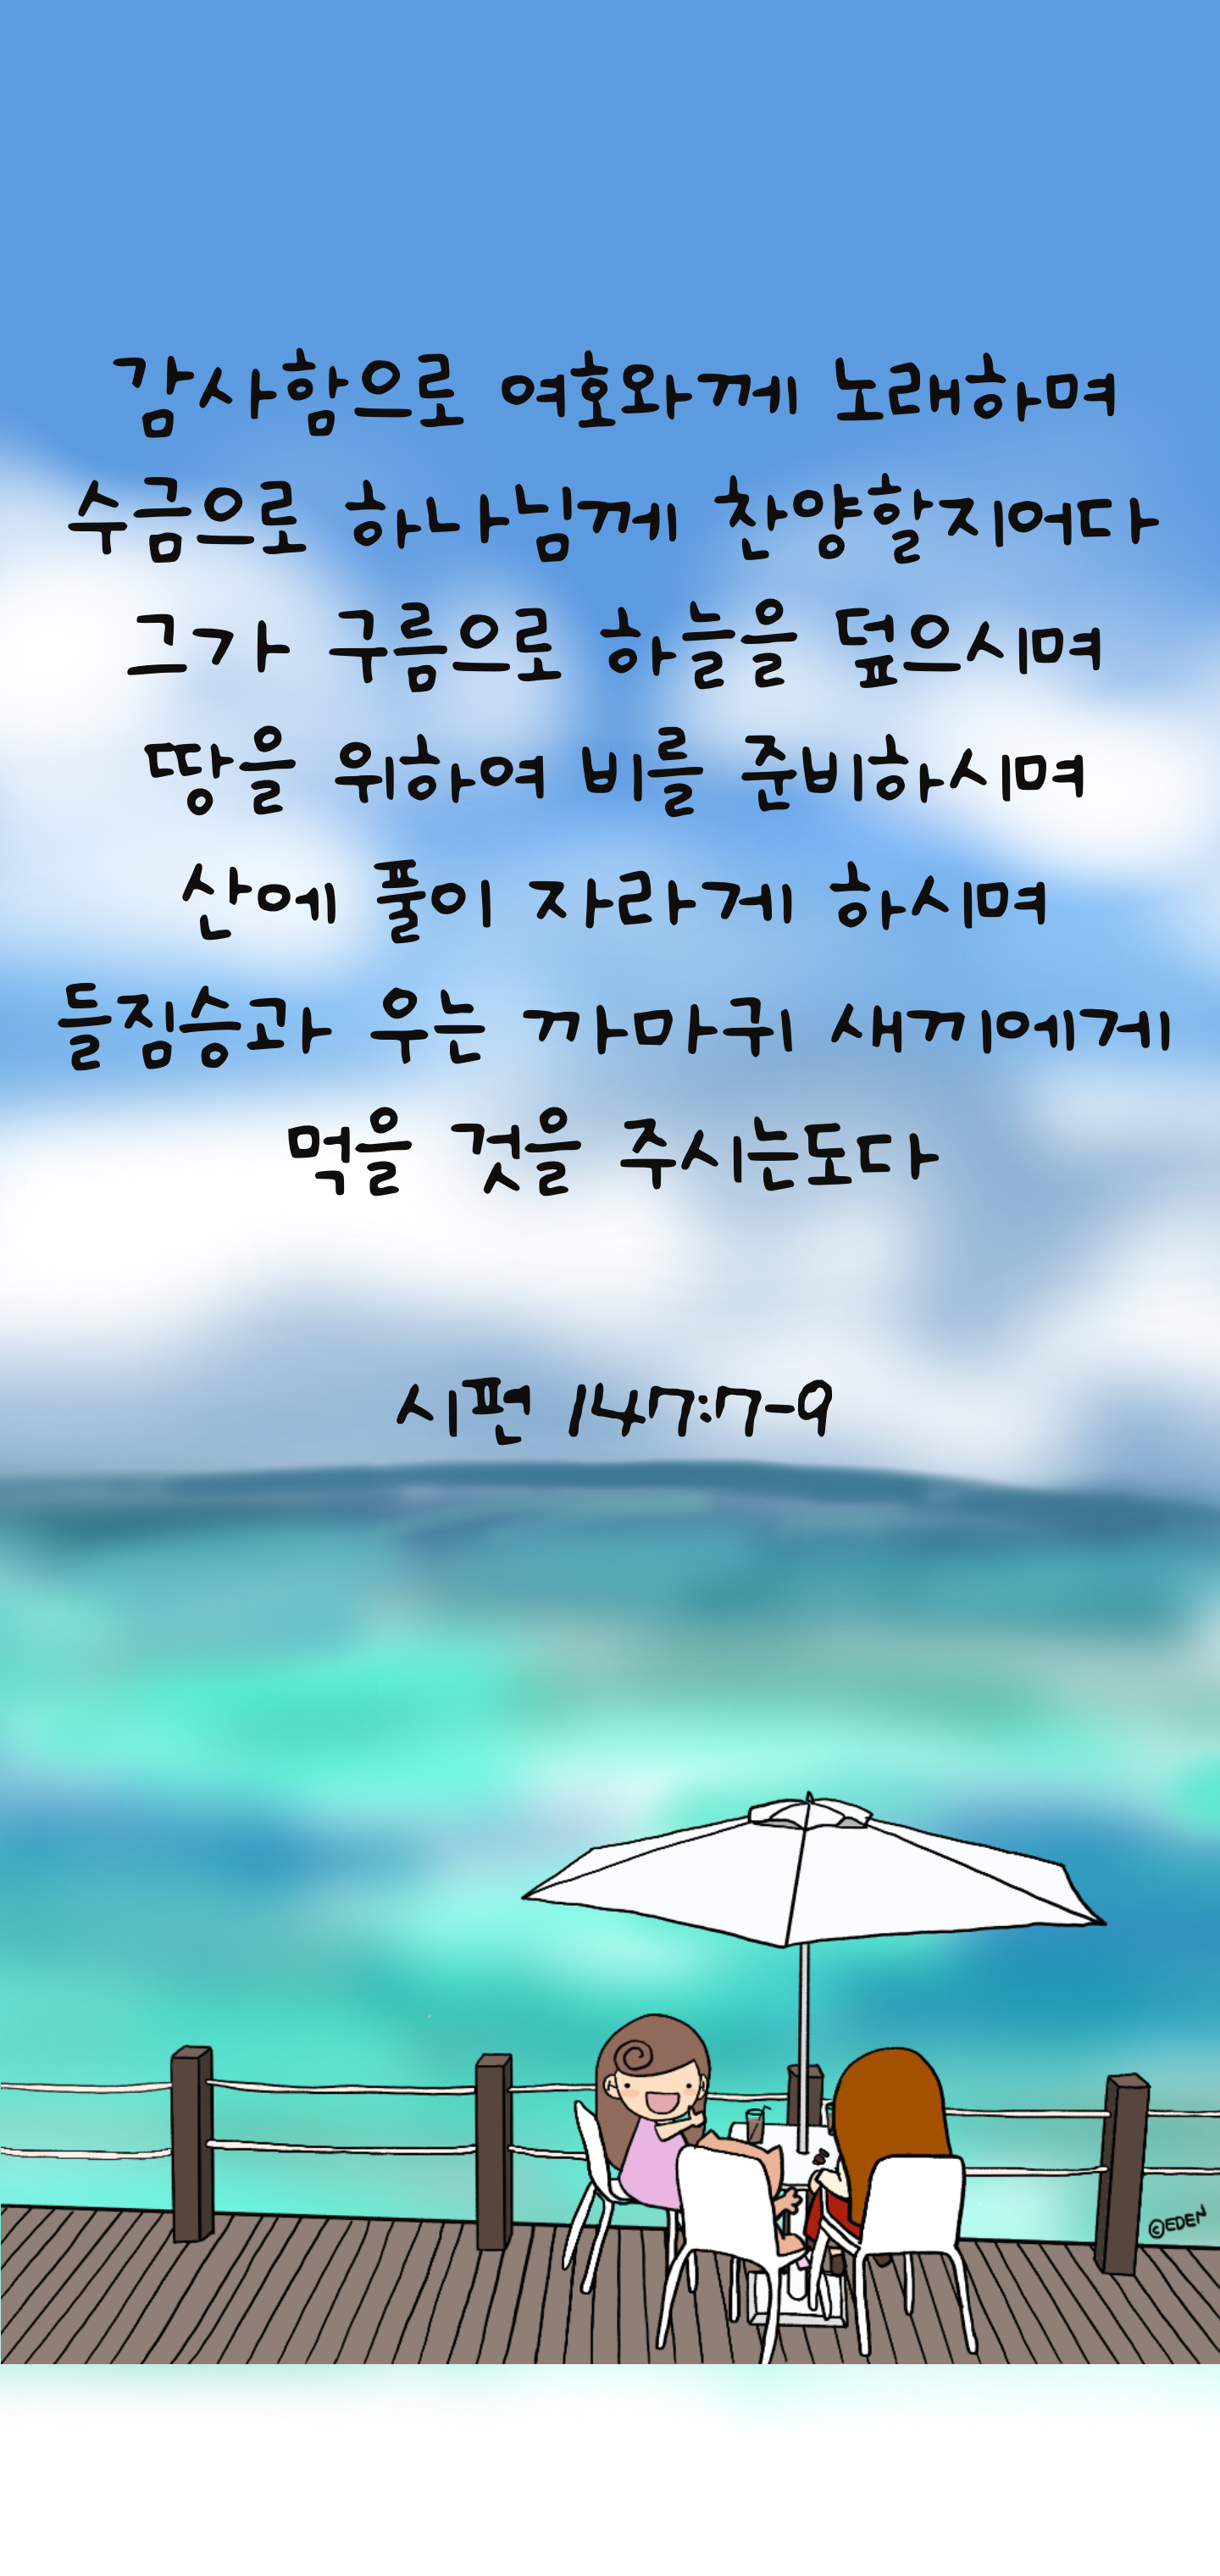 감사함으로 여호와께 노래하며
수금으로 하나님께 찬양할지어다
그가 구름으로 하늘을 덮으시며
땅을 위하여 비를 준비하시며
산에 풀이 자라게 하시며
들짐승과 우는 까마귀 새끼에게
먹을 것을 주시는도다
시편 147:7-9
©EDEN